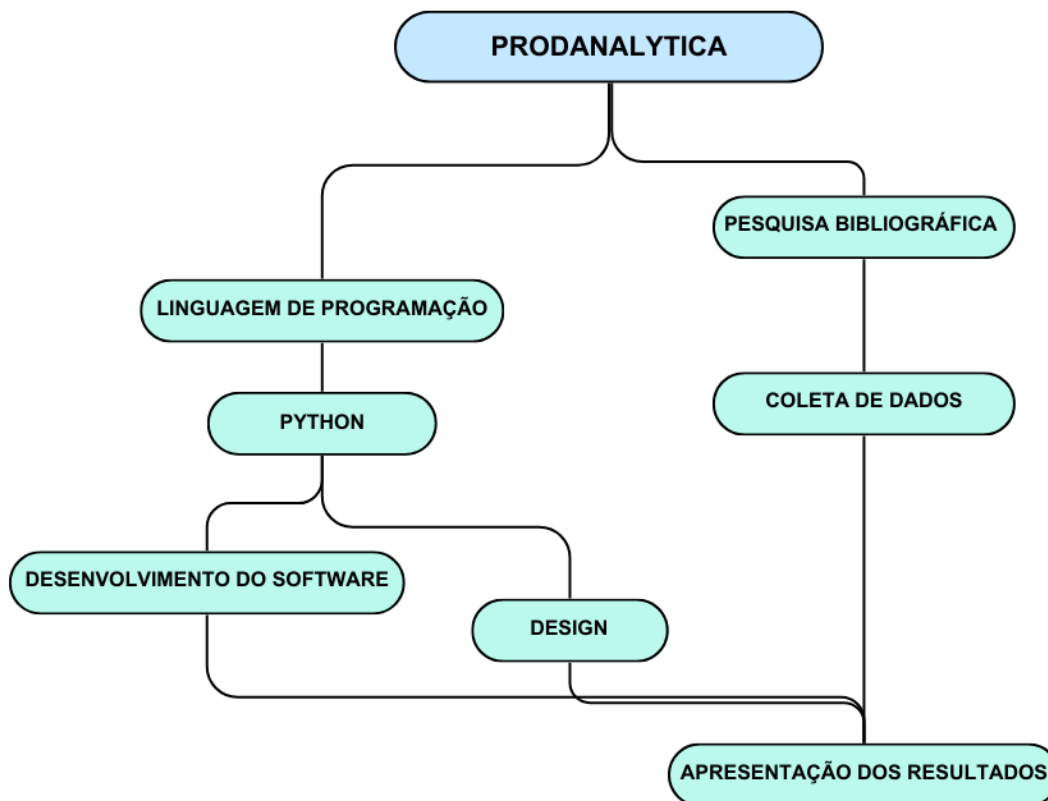 PRODANALYTICA
PESQUISA BIBLIOGRÁFICA
LINGUAGEM DE PROGRAMAÇÃO
COLETA DE DADOS
PYTHON
DESENVOLVIMENTO DO SOFTWARE
DESIGN
APRESENTAÇÃO DOS RESULTADOS